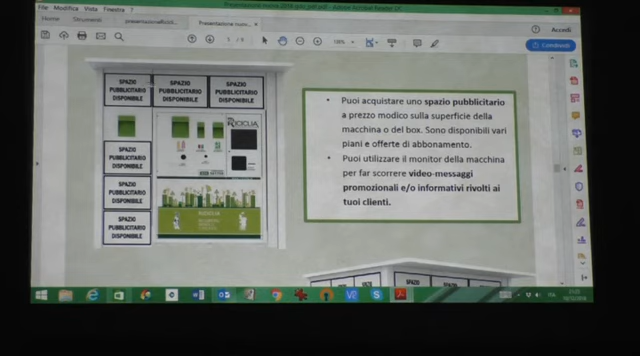 File Modifica Vista Finestra ?
Home
Strumenti
Accedi
Condividi
SPAZIO
PUBBLICITARIO
DISPONIBILE
SPAZIO
PUBBLICITARIO
DISPONIBILE
SPAZIO
PUBBLICITARIO
DISPONIBILE
SPAZIO
PUBBLICITARIO
DISPONIBILE
SPAZIO
PUBBLICITARIO
DISPONIBILE
SPAZIO
PUBBLICITARIO
DISPONIBILE
• Puoi acquistare uno spazio pubblicitario
a prezzo modico sulla superficie della
macchina o del box. Sono disponibili vari
piani e offerte di abbonamento.
• Puoi utilizzare il monitor della macchina
per far scorrere video-messaggi
promozionali e/o informativi rivolti ai
tuoi clienti.